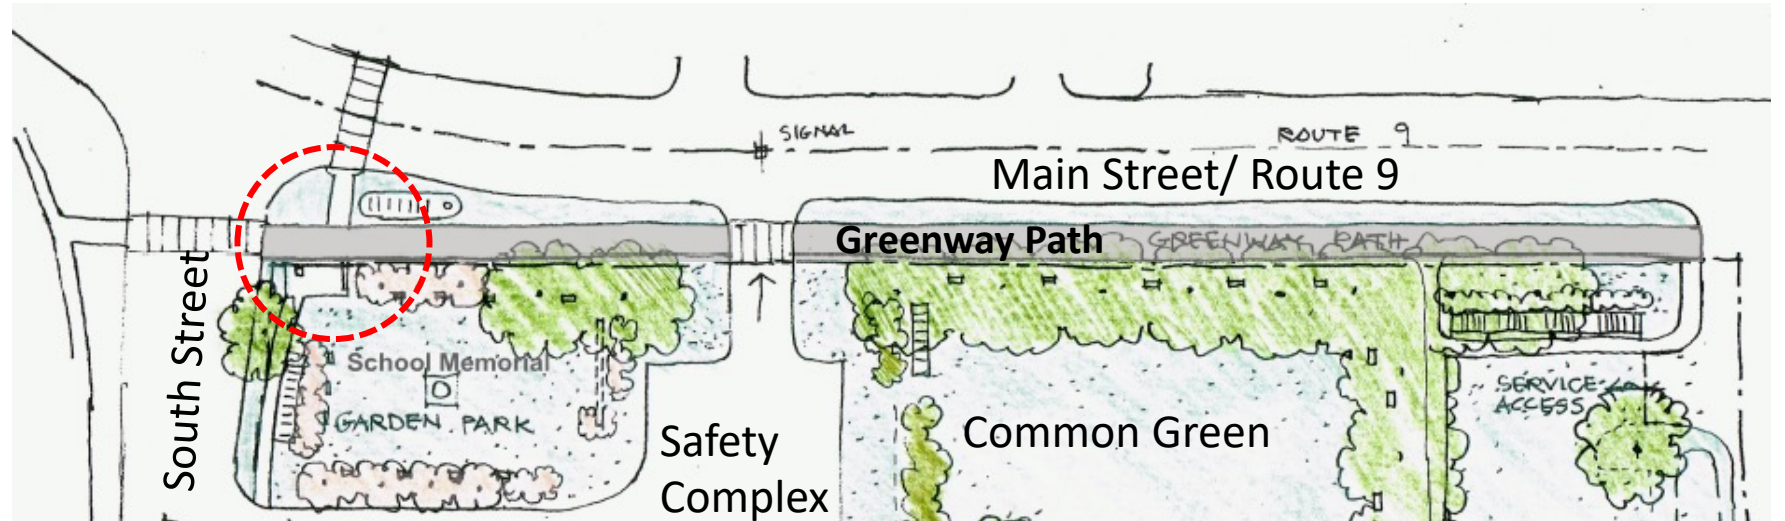 SIGNAL
ROUTE 9
Main Street/ Route 9
Greenway Path
GREENWAY PATH
South Street
School Memorial
GARDEN PARK
Safety
Complex
Common Green
SERVICE
ACCESS